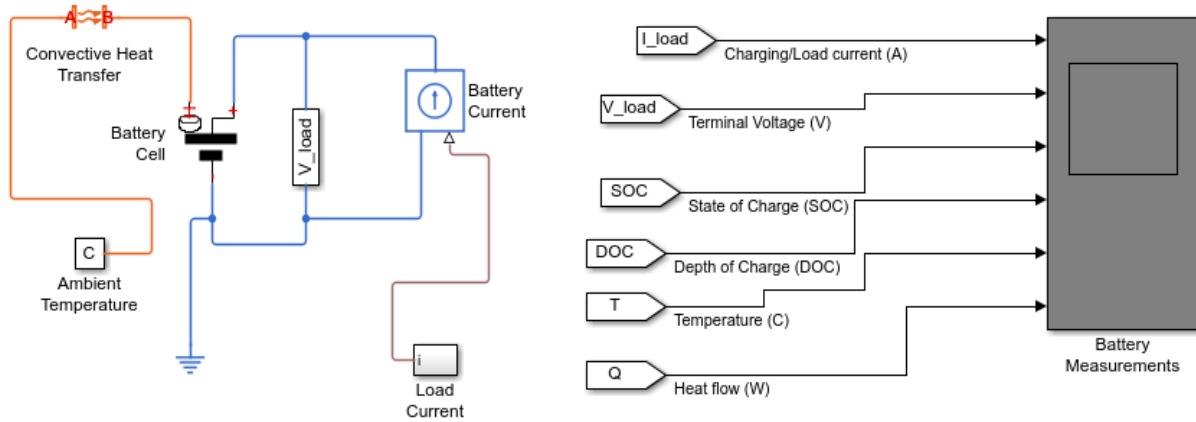 A B
Convective Heat
Transfer
Battery
Cell
V_load
Battery
Current
C
Ambient
Temperature
i
Load
Current
I_load
Charging/Load current (A)
V_load
Terminal Voltage (V)
SOC
State of Charge (SOC)
DOC
Depth of Charge (DOC)
T
Temperature (C)
Q
Heat flow (W)
Battery
Measurements